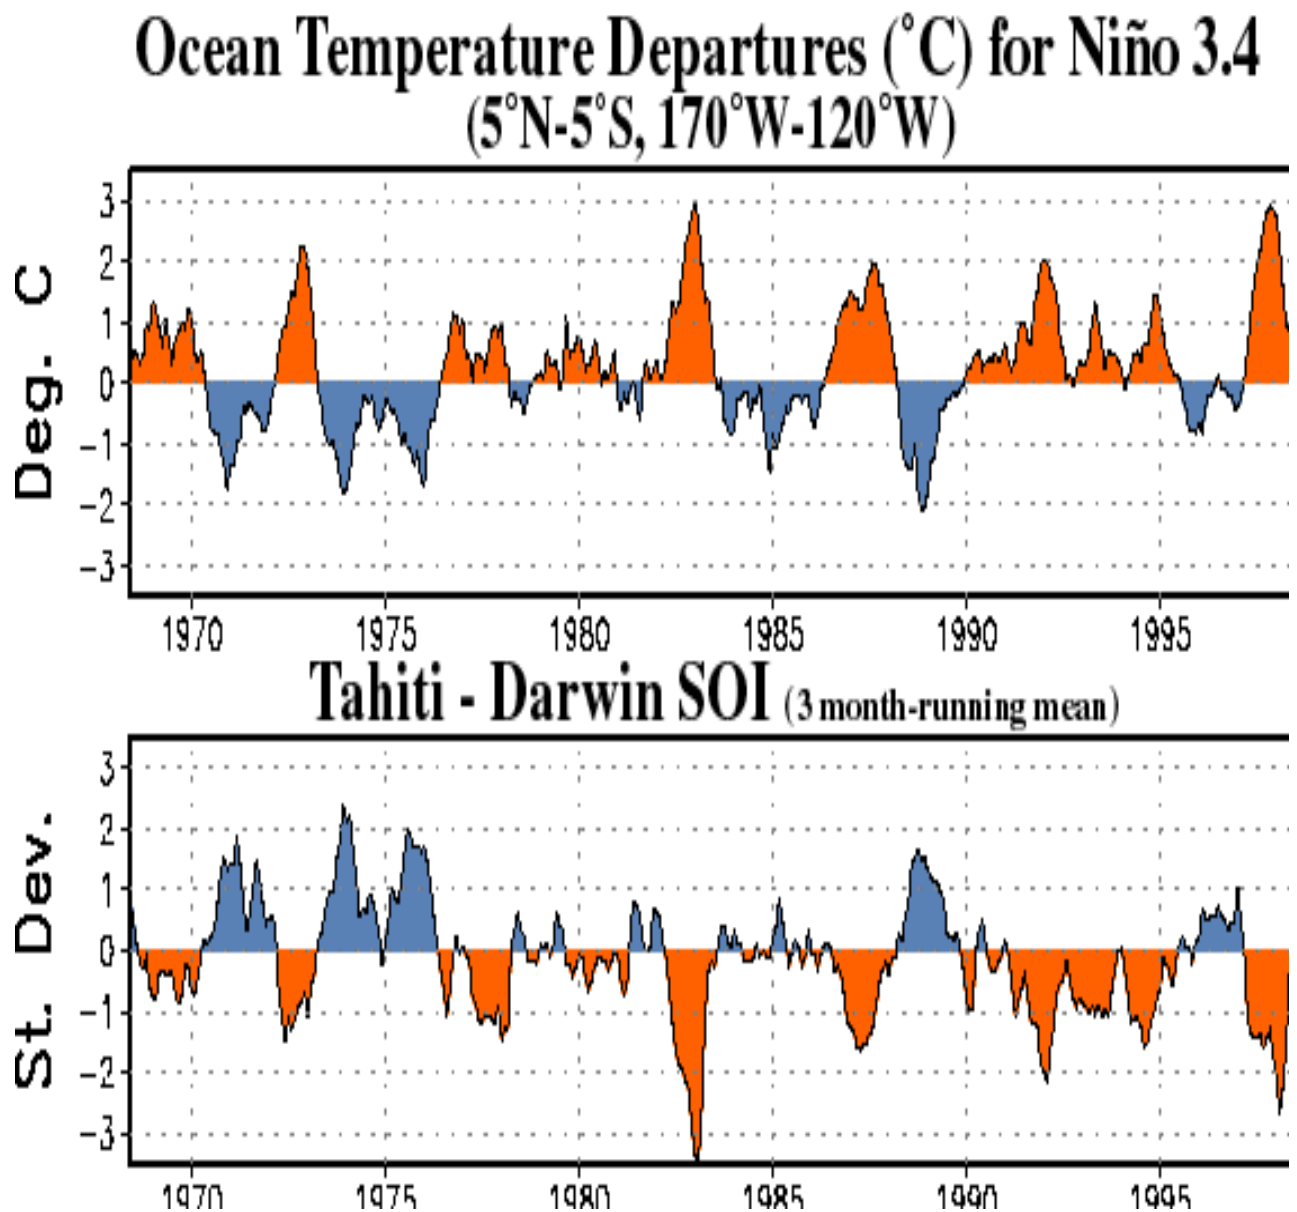 Ocean Temperature Departures (˚C) for Niño 3.4
(5˚N-5˚S, 170˚W-120˚W)
Deg. C
3
2
1
0
-1
-2
-3
1970 1975 1980 1985 1990 1995
Tahiti - Darwin SOI (3 month-running mean)
St. Dev.
3
2
1
0
-1
-2
-3
1970 1975 1980 1985 1990 1995